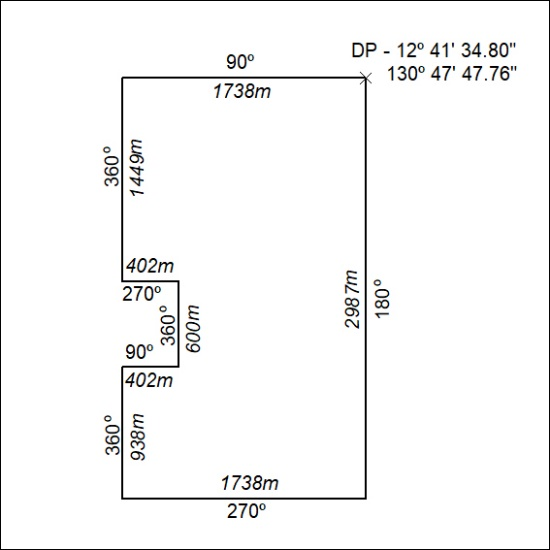 90º
DP - 12º 41' 34.80"
130º 47' 47.76"
1738m
360º
1449m
402m
270º
360º
600m
2987m
180º
90º
402m
360º
938m
1738m
270º